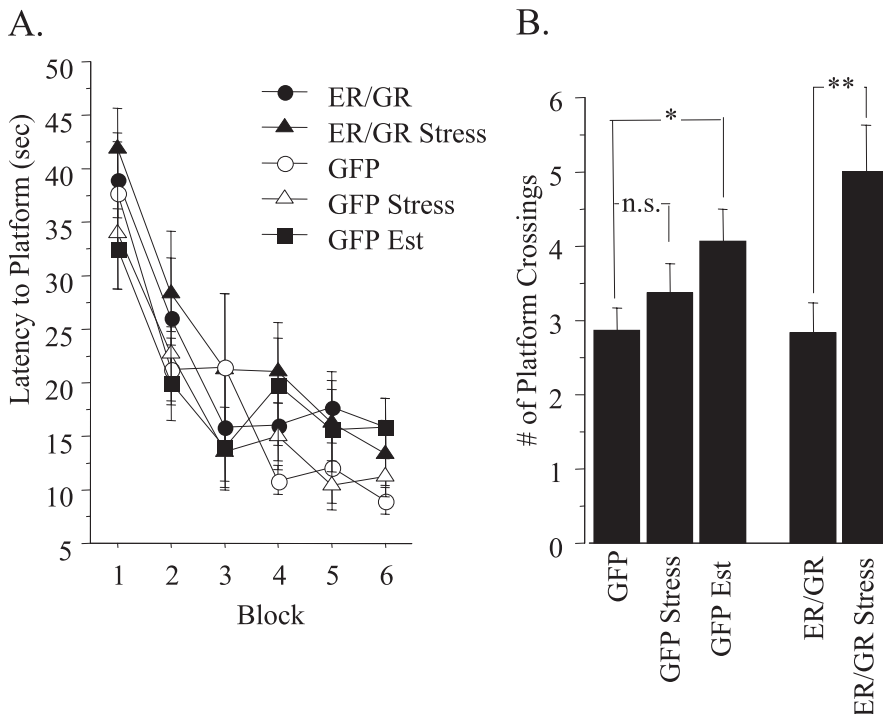 A.
50
45
40
35
30
25
20
15
10
5
Latency to Platform (sec)
ER/GR
ER/GR Stress
GFP
GFP Stress
GFP Est
1 2 3 4 5 6
Block
B.
6
5
4
3
2
1
0
# of Platform Crossings
*
n.s.
**
GFP
GFP Stress
GFP Est
ER/GR
ER/GR Stress